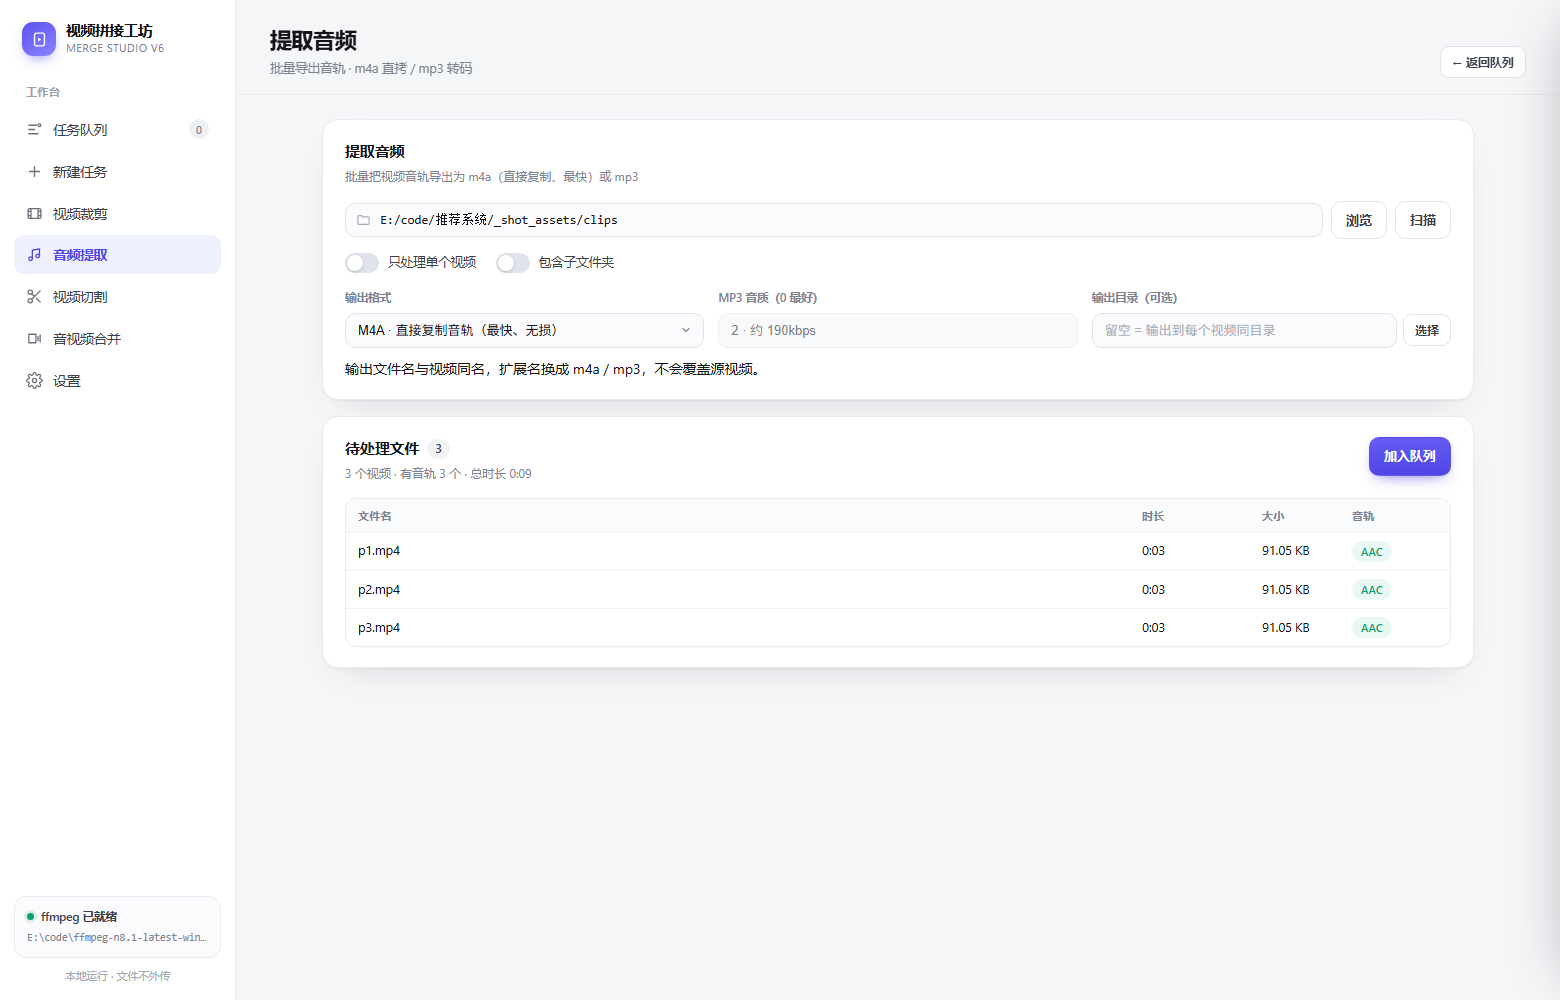 视频拼接工坊
MERGE STUDIO V6
工作台
任务队列 0
新建任务
视频裁剪
音频提取
视频切割
音视频合并
设置
ffmpeg 已就绪
E:\code\ffmpeg-n8.1-latest-win…
本地运行 · 文件不外传
提取音频
批量导出音轨 · m4a 直拷 / mp3 转码
← 返回队列
提取音频
批量把视频音轨导出为 m4a（直接复制、最快）或 mp3
E:/code/推荐系统/_shot_assets/clips
浏览
扫描
只处理单个视频 包含子文件夹
输出格式 MP3 音质（0 最好） 输出目录（可选）
M4A · 直接复制音轨（最快、无损） 2 · 约 190kbps 留空 = 输出到每个视频同目录 选择
输出文件名与视频同名，扩展名换成 m4a / mp3，不会覆盖源视频。
待处理文件 3
3 个视频 · 有音轨 3 个 · 总时长 0:09
加入队列
文件名 时长 大小 音轨
p1.mp4 0:03 91.05 KB AAC
p2.mp4 0:03 91.05 KB AAC
p3.mp4 0:03 91.05 KB AAC